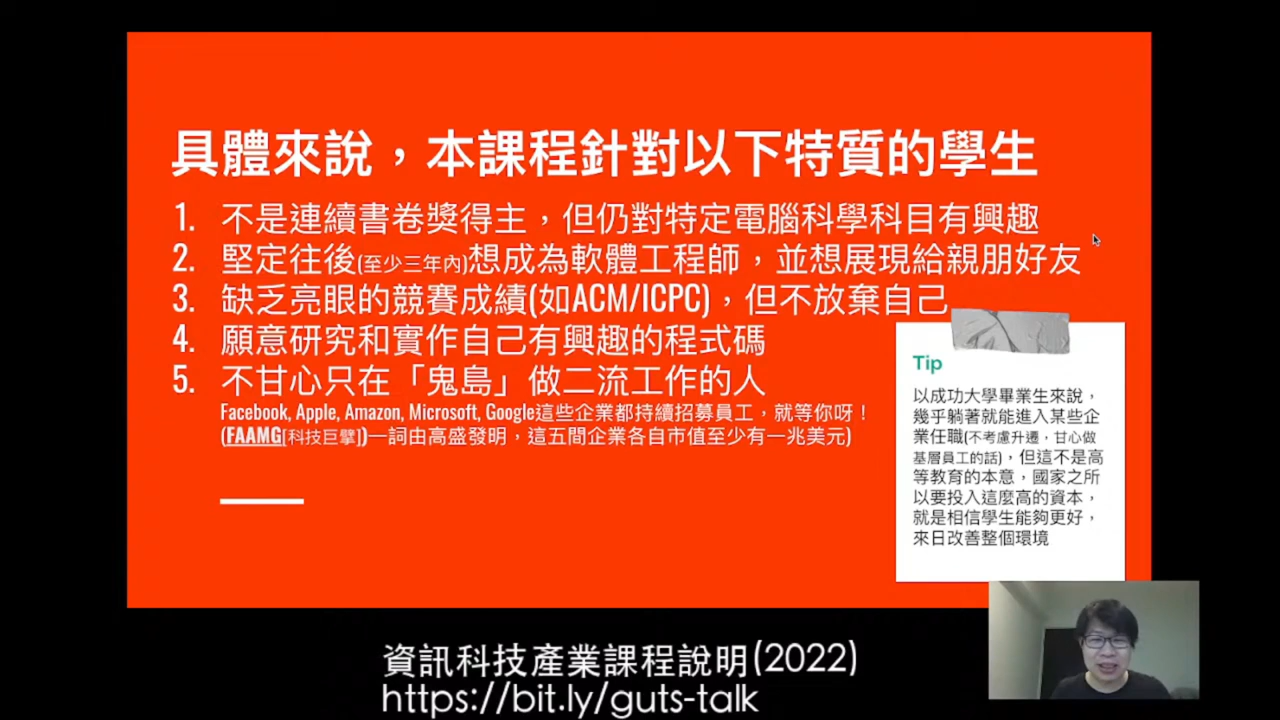 具體來說，本課程針對以下特質的學生
1. 不是連續書卷獎得主，但仍對特定電腦科學科目有興趣
2. 堅定往後(至少三年內)想成為軟體工程師，並想展現給親朋好友
3. 缺乏亮眼的競賽成績(如ACM/ICPC)，但不放棄自己
4. 願意研究和實作自己有興趣的程式碼
5. 不甘心只在「鬼島」做二流工作的人
Facebook, Apple, Amazon, Microsoft, Google這些企業都持續招募員工，就等你呀！
(FAAMG[科技巨擘])一詞由高盛發明，這五間企業各自市值至少有一兆美元)
Tip
以成功大學畢業生來說，
幾乎躺著就能進入某些企
業任職(不考慮升遷，甘心做
基層員工的話)，但這不是高
等教育的本意，國家之所
以要投入這麼高的資本，
就是相信學生能夠更好，
來日改善整個環境
資訊科技產業課程說明(2022)
https://bit.ly/guts-talk